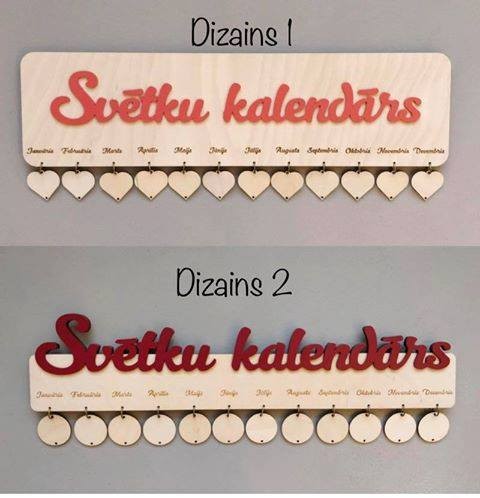 Dizains 1
Svētku kalendārs
Janvāris Februāris Marts Aprīlis Maijs Jūnijs Jūlijs Augusts Septembris Oktobris Novembris Decembris
Dizains 2
Svētku kalendārs
Janvāris Februāris Marts Aprīlis Maijs Jūnijs Jūlijs Augusts Septembris Oktobris Novembris Decembris